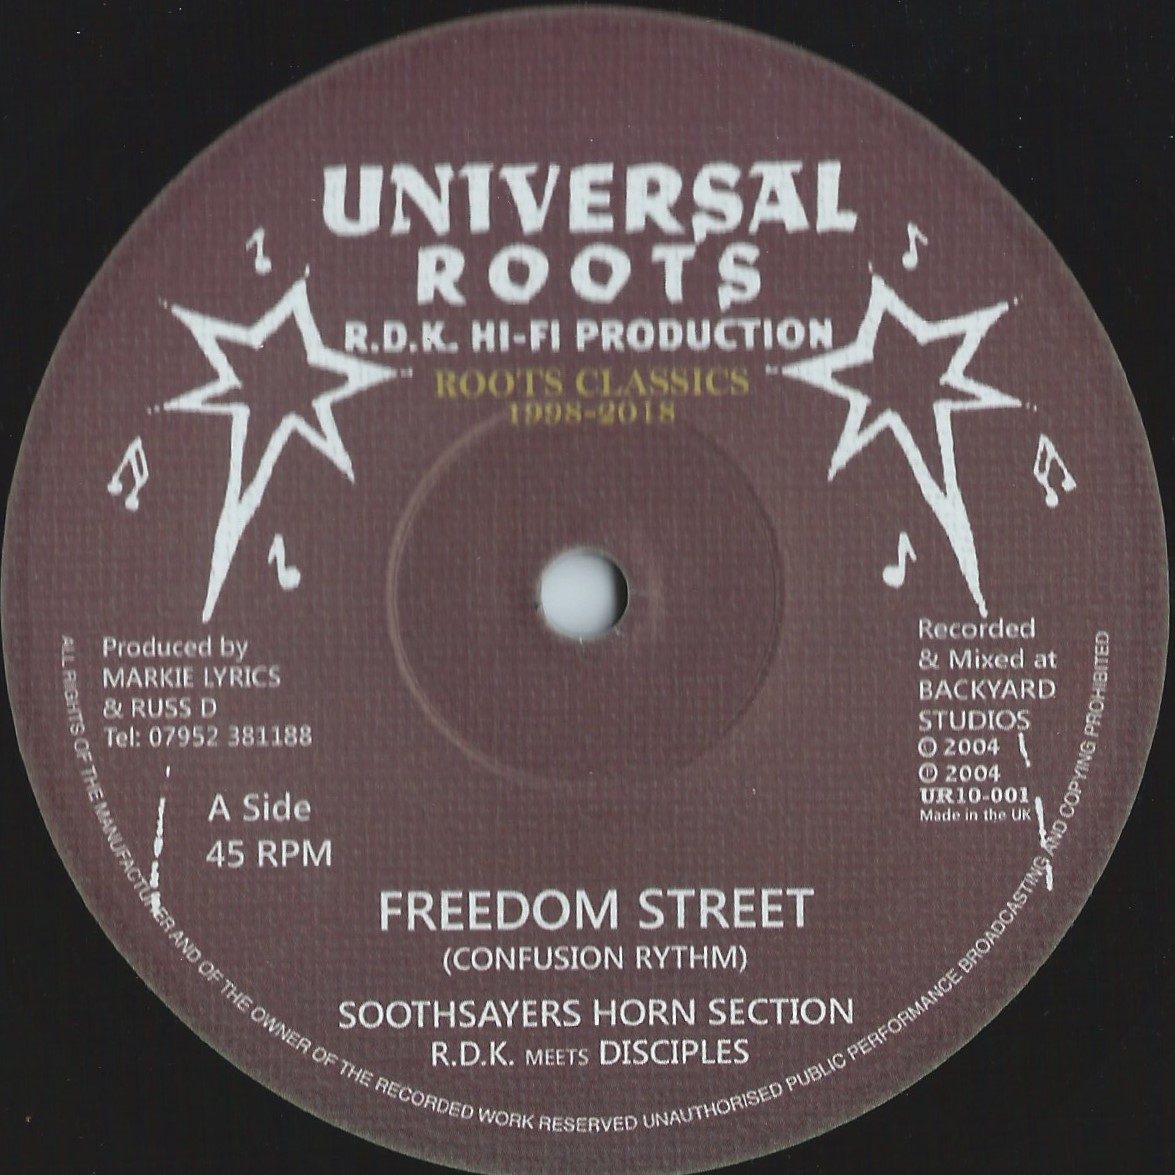 UNIVERSAL
ROOTS
R.D.K. HI-FI PRODUCTION
ROOTS CLASSICS
1998-2018
Produced by
MARKIE LYRICS
& RUSS D
Tel: 07952 381188
Recorded
& Mixed at
BACKYARD
STUDIOS
© 2004
℗ 2004
UR10-001
Made in the UK
A Side
45 RPM
FREEDOM STREET
(CONFUSION RYTHM)
SOOTHSAYERS HORN SECTION
R.D.K. MEETS DISCIPLES
ALL RIGHTS OF THE MANUFACTURER AND OF THE OWNER OF THE RECORDED WORK RESERVED UNAUTHORISED PUBLIC PERFORMANCE BROADCASTING AND COPYING PROHIBITED